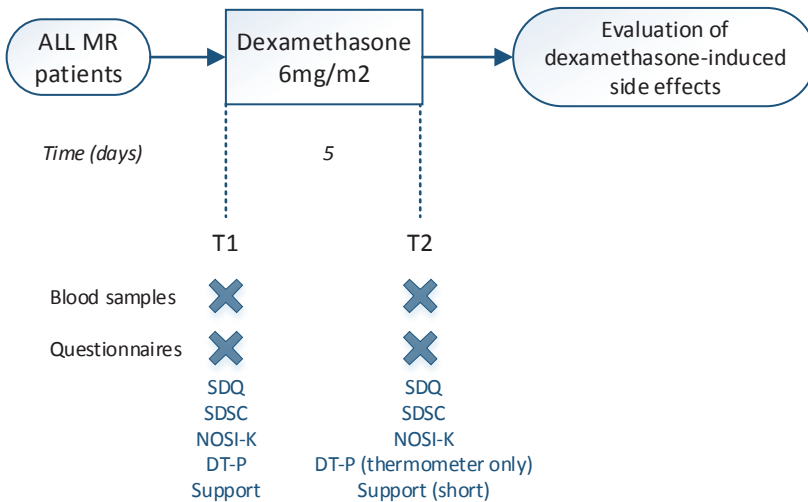 ALL MR
patients
Dexamethasone
6mg/m2
Evaluation of
dexamethasone-induced
side effects
Time (days)
5
T1
T2
Blood samples
Questionnaires
SDQ
SDSC
NOSI-K
DT-P
Support
SDQ
SDSC
NOSI-K
DT-P (thermometer only)
Support (short)